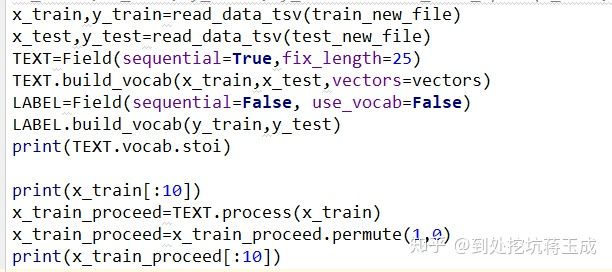 x_train,y_train=read_data_tsv(train_new_file)
x_test,y_test=read_data_tsv(test_new_file)
TEXT=Field(sequential=True,fix_length=25)
TEXT.build_vocab(x_train,x_test,vectors=vectors)
LABEL=Field(sequential=False, use_vocab=False)
LABEL.build_vocab(y_train,y_test)
print(TEXT.vocab.stoi)
print(x_train[:10])
x_train_proceed=TEXT.process(x_train)
x_train_proceed=x_train_proceed.permute(1,0)
print(x_train_proceed[:10])
知乎 @到处挖坑蒋玉成